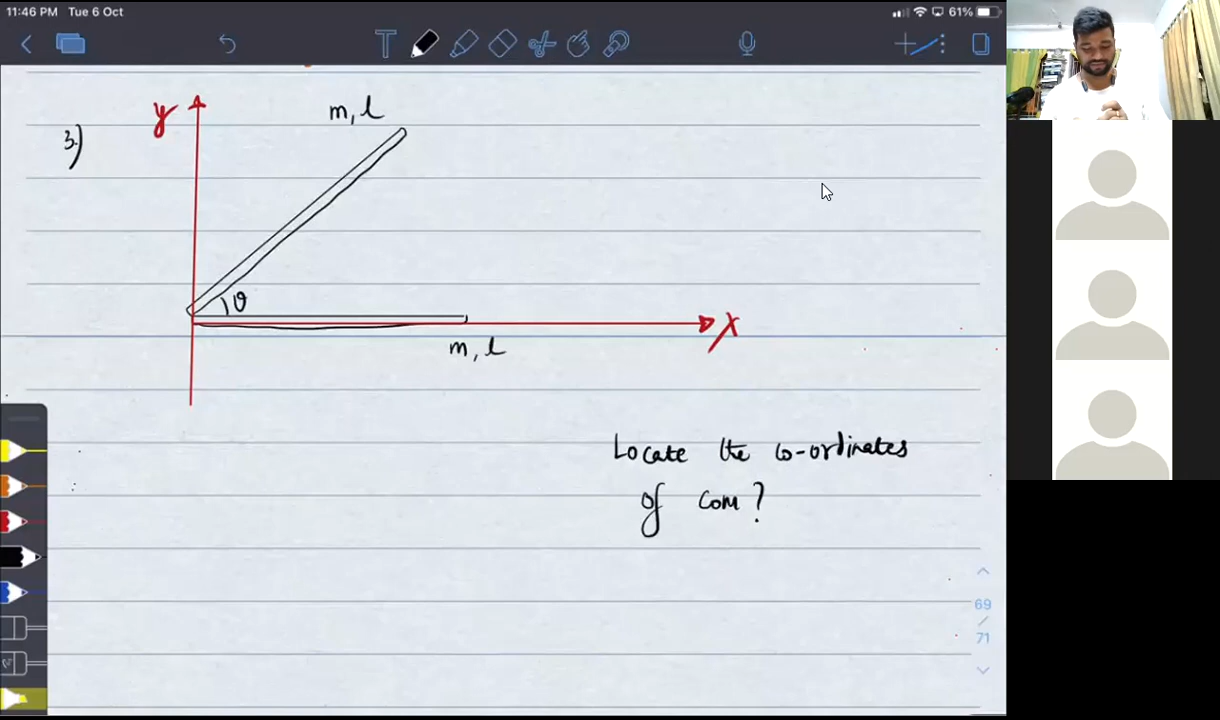 11:46 PM Tue 6 Oct
61%
T
y
m, l
3.)
θ
x
m, l
Locate the co-ordinates
of com?
69
/
71